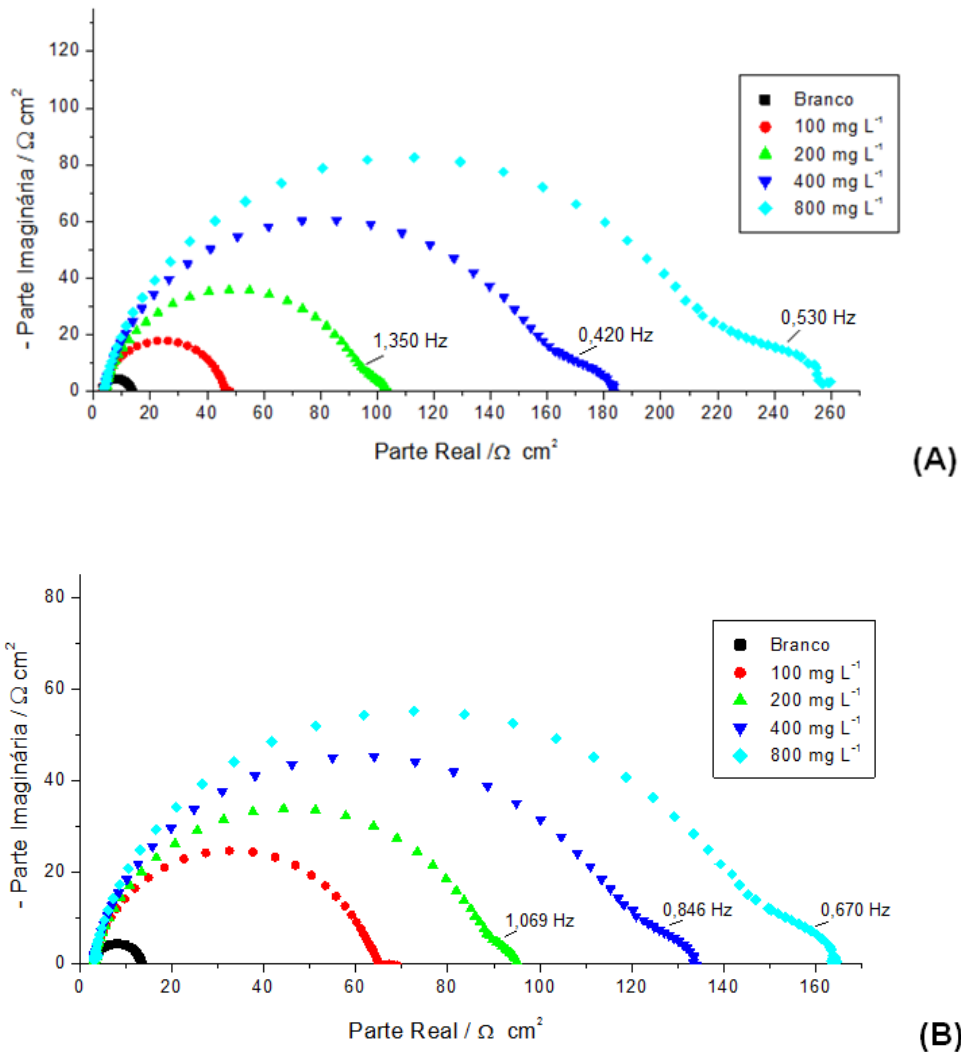 - Parte Imaginária / Ω cm²
120
100
80
60
40
20
0
Branco
100 mg L⁻¹
200 mg L⁻¹
400 mg L⁻¹
800 mg L⁻¹
1,350 Hz
0,420 Hz
0,530 Hz
0 20 40 60 80 100 120 140 160 180 200 220 240 260
Parte Real /Ω cm²
(A)
- Parte Imaginária / Ω cm²
80
60
40
20
0
Branco
100 mg L⁻¹
200 mg L⁻¹
400 mg L⁻¹
800 mg L⁻¹
1,069 Hz
0,846 Hz
0,670 Hz
0 20 40 60 80 100 120 140 160
Parte Real / Ω cm²
(B)